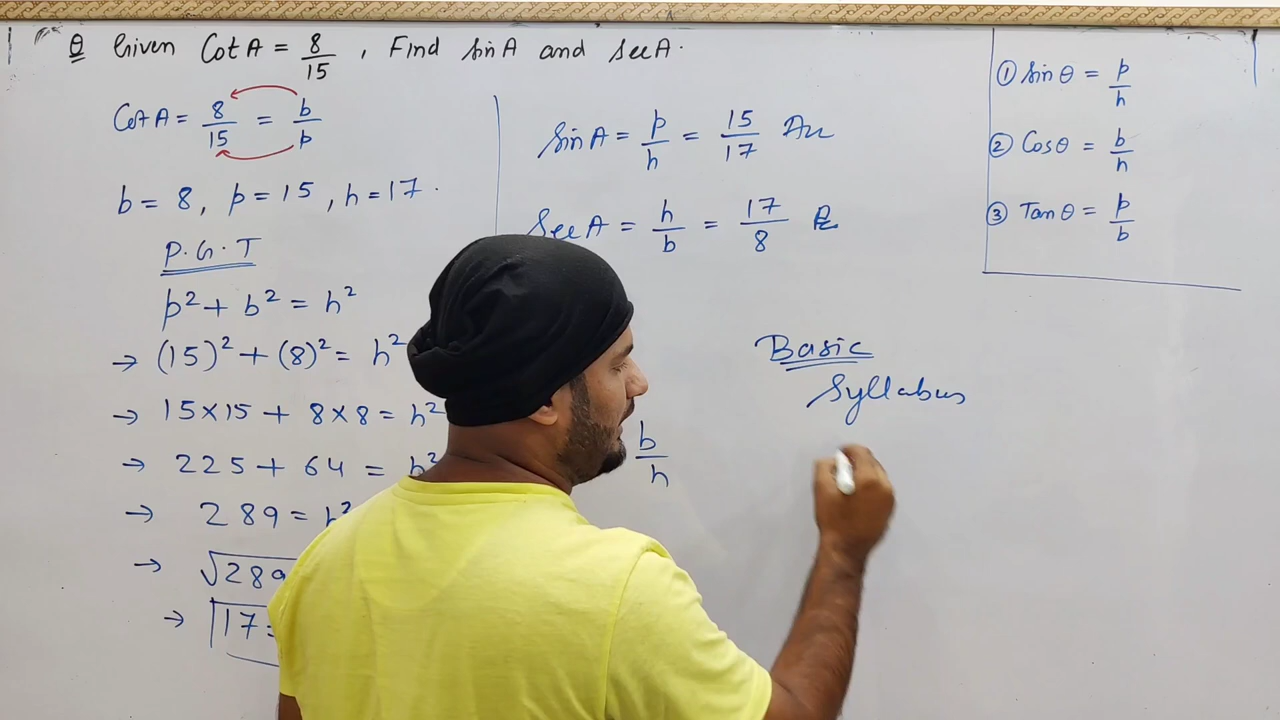 Q Given Cot A = 8/15 , Find sin A and sec A.
Cot A = 8/15 = b/p
b = 8, p = 15, h = 17.
P.G.T
p² + b² = h²
→ (15)² + (8)² = h²
→ 15×15 + 8×8 = h²
→ 225 + 64 = h²
→ 289 = h²
→ √289
→ 17 =
sin A = p/h = 15/17 Au
Sec A = h/b = 17/8
b/h
Basic
Syllabus
① sin θ = p/h
② Cos θ = b/h
③ Tan θ = p/b